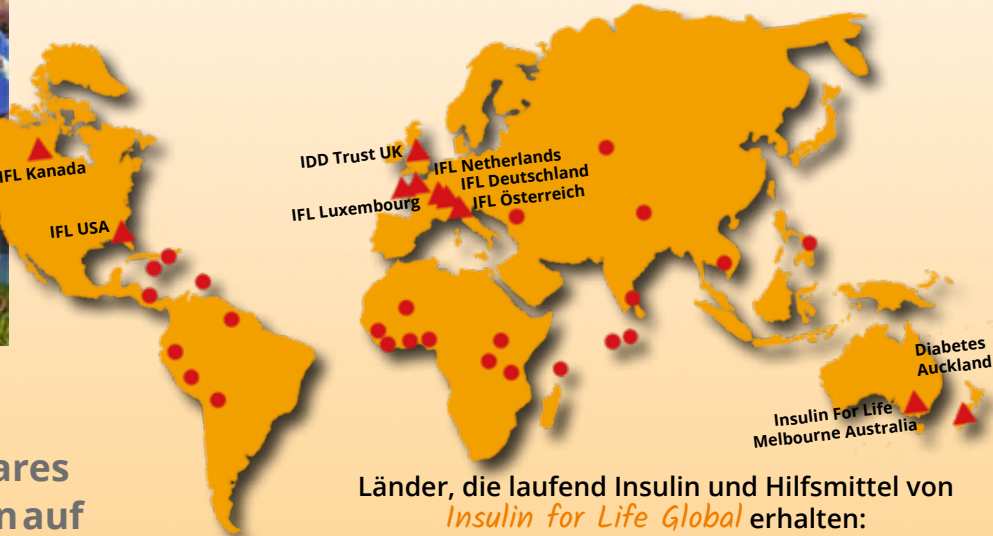 IFL Kanada
IFL USA
IDD Trust UK
IFL Netherlands
IFL Deutschland
IFL Luxembourg
IFL Österreich
Diabetes
Auckland
Insulin For Life
Melbourne Australia
ares
n auf
Länder, die laufend Insulin und Hilfsmittel von
Insulin for Life Global erhalten: